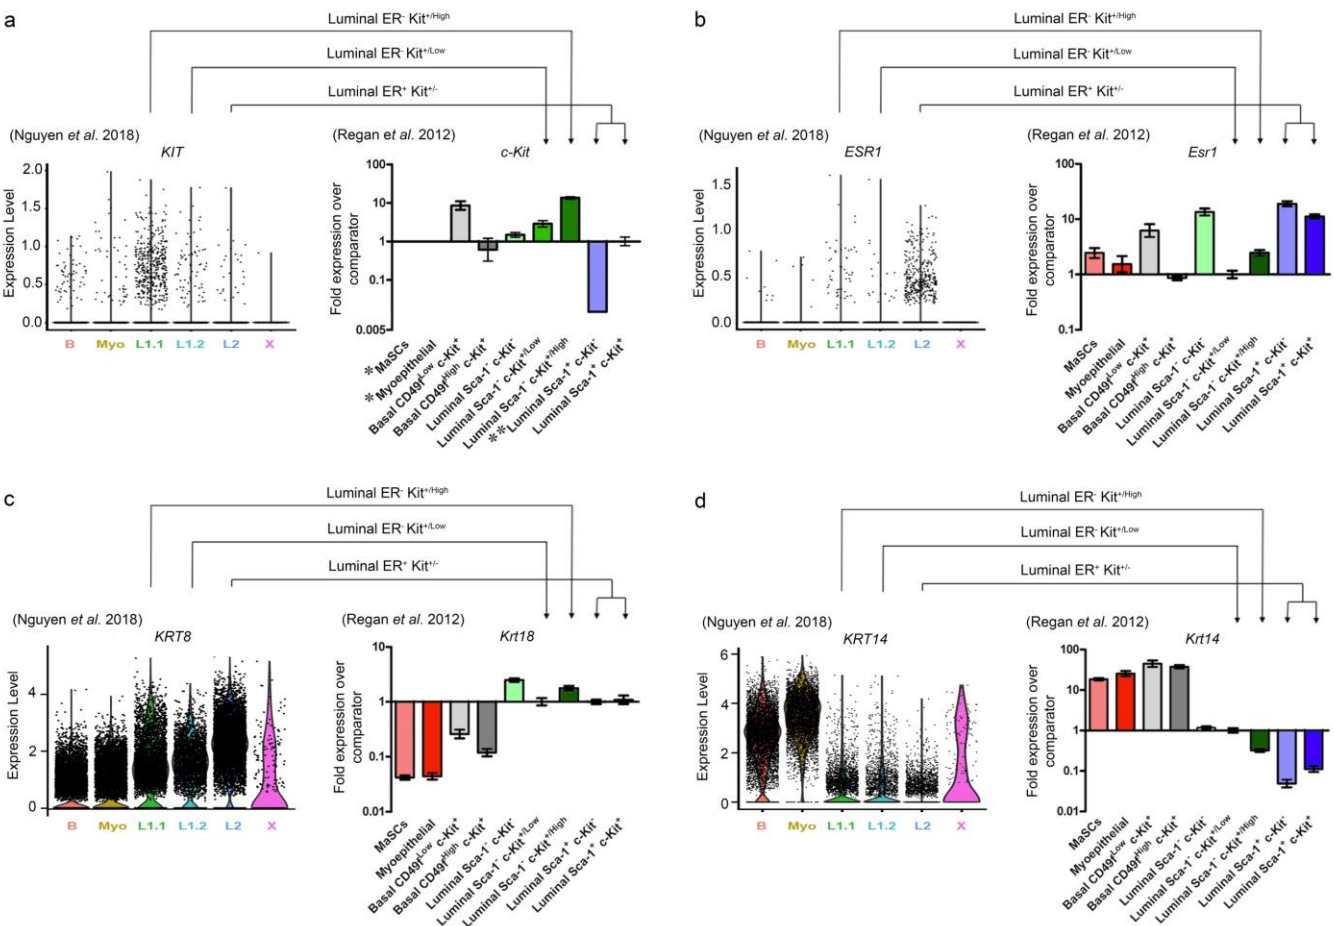 a
Luminal ER- Kit+/High
Luminal ER- Kit+/Low
Luminal ER+ Kit+/-
(Nguyen et al. 2018)
KIT
Expression Level
2.0
1.5
1.0
0.5
0.0
B Myo L1.1 L1.2 L2 X
(Regan et al. 2012)
c-Kit
Fold expression over
comparator
100
10
1
0.1
0.005
*MaSCs
*Myoepithelial
Basal CD49fLow c-Kit+
Basal CD49fHigh c-Kit+
Luminal Sca-1- c-Kit-
Luminal Sca-1- c-Kit+/Low
Luminal Sca-1- c-Kit+/High
**Luminal Sca-1+ c-Kit-
Luminal Sca-1+ c-Kit+
b
Luminal ER- Kit+/High
Luminal ER- Kit+/Low
Luminal ER+ Kit+/-
(Nguyen et al. 2018)
ESR1
Expression Level
1.5
1.0
0.5
0.0
B Myo L1.1 L1.2 L2 X
(Regan et al. 2012)
Esr1
Fold expression over
comparator
100
10
1
0.1
MaSCs
Myoepithelial
Basal CD49fLow c-Kit+
Basal CD49fHigh c-Kit+
Luminal Sca-1- c-Kit-
Luminal Sca-1- c-Kit+/Low
Luminal Sca-1- c-Kit+/High
Luminal Sca-1+ c-Kit-
Luminal Sca-1+ c-Kit+
c
Luminal ER- Kit+/High
Luminal ER- Kit+/Low
Luminal ER+ Kit+/-
(Nguyen et al. 2018)
KRT8
Expression Level
4
2
0
B Myo L1.1 L1.2 L2 X
(Regan et al. 2012)
Krt18
Fold expression over
comparator
10
1
0.1
0.01
MaSCs
Myoepithelial
Basal CD49fLow c-Kit+
Basal CD49fHigh c-Kit+
Luminal Sca-1- c-Kit-
Luminal Sca-1- c-Kit+/Low
Luminal Sca-1- c-Kit+/High
Luminal Sca-1+ c-Kit-
Luminal Sca-1+ c-Kit+
d
Luminal ER- Kit+/High
Luminal ER- Kit+/Low
Luminal ER+ Kit+/-
(Nguyen et al. 2018)
KRT14
Expression Level
6
4
2
0
B Myo L1.1 L1.2 L2 X
(Regan et al. 2012)
Krt14
Fold expression over
comparator
100
10
1
0.1
0.01
MaSCs
Myoepithelial
Basal CD49fLow c-Kit+
Basal CD49fHigh c-Kit+
Luminal Sca-1- c-Kit-
Luminal Sca-1- c-Kit+/Low
Luminal Sca-1- c-Kit+/High
Luminal Sca-1+ c-Kit-
Luminal Sca-1+ c-Kit+